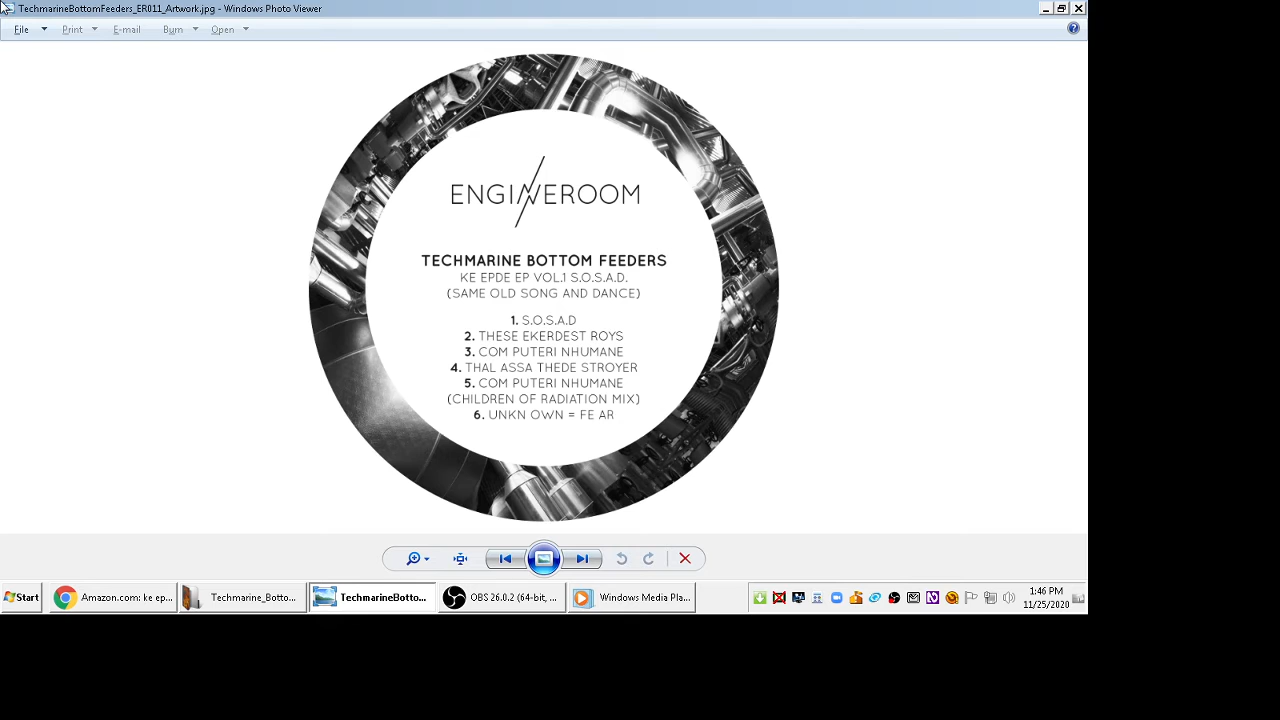 TechmarineBottomFeeders_ER011_Artwork.jpg - Windows Photo Viewer
File Print E-mail Burn Open
ENGINEROOM
TECHMARINE BOTTOM FEEDERS
KE EPDE EP VOL.1 S.O.S.A.D.
(SAME OLD SONG AND DANCE)
1. S.O.S.A.D
2. THESE EKERDEST ROYS
3. COM PUTERI NHUMANE
4. THAL ASSA THEDE STROYER
5. COM PUTERI NHUMANE
(CHILDREN OF RADIATION MIX)
6. UNKN OWN = FE AR
Start Amazon.com: ke ep... Techmarine_Botto... TechmarineBotto... OBS 26.0.2 (64-bit, ... Windows Media Pla... 1:46 PM
11/25/2020